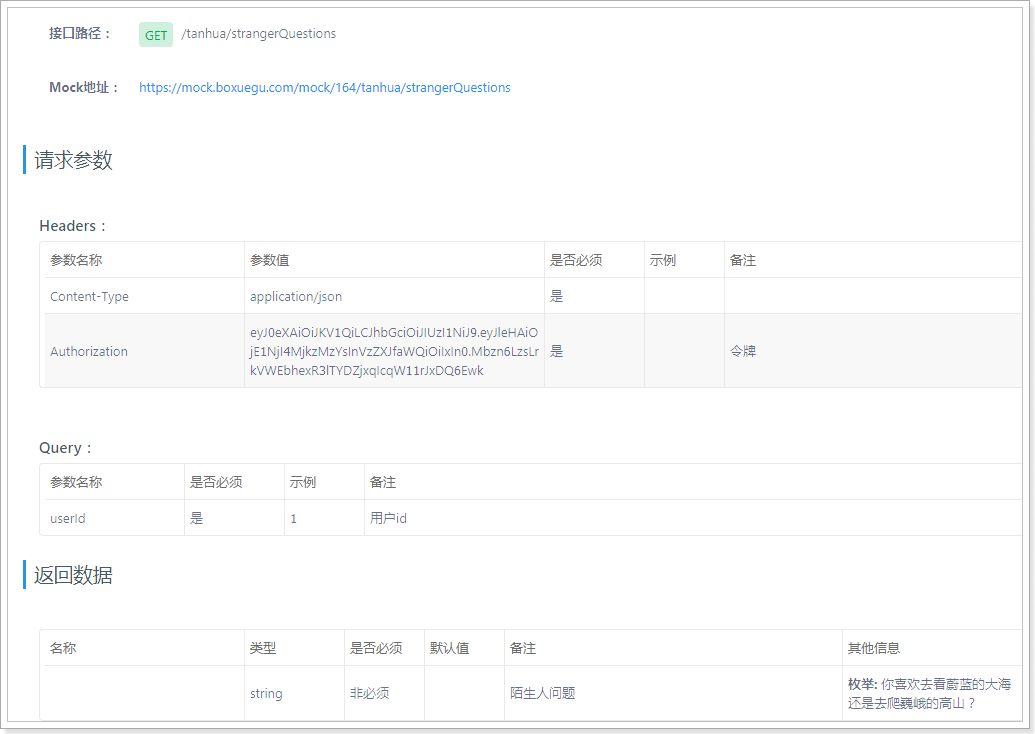 接口路径： GET /tanhua/strangerQuestions
Mock地址： https://mock.boxuegu.com/mock/164/tanhua/strangerQuestions
请求参数
Headers：
参数名称 参数值 是否必须 示例 备注
Content-Type application/json 是
Authorization eyJ0eXAiOiJKV1QiLCJhbGciOiJIUzI1NiJ9.eyJleHAiO 是 令牌
jE1NjI4MjkzMzYsInVzZXJfaWQiOiIxIn0.Mbzn6LzsLr
kVWEbhexR3lTYDZjxqIcqW11rJxDQ6Ewk
Query：
参数名称 是否必须 示例 备注
userId 是 1 用户id
返回数据
名称 类型 是否必须 默认值 备注 其他信息
string 非必须 陌生人问题 枚举: 你喜欢去看蔚蓝的大海
还是去爬巍峨的高山？